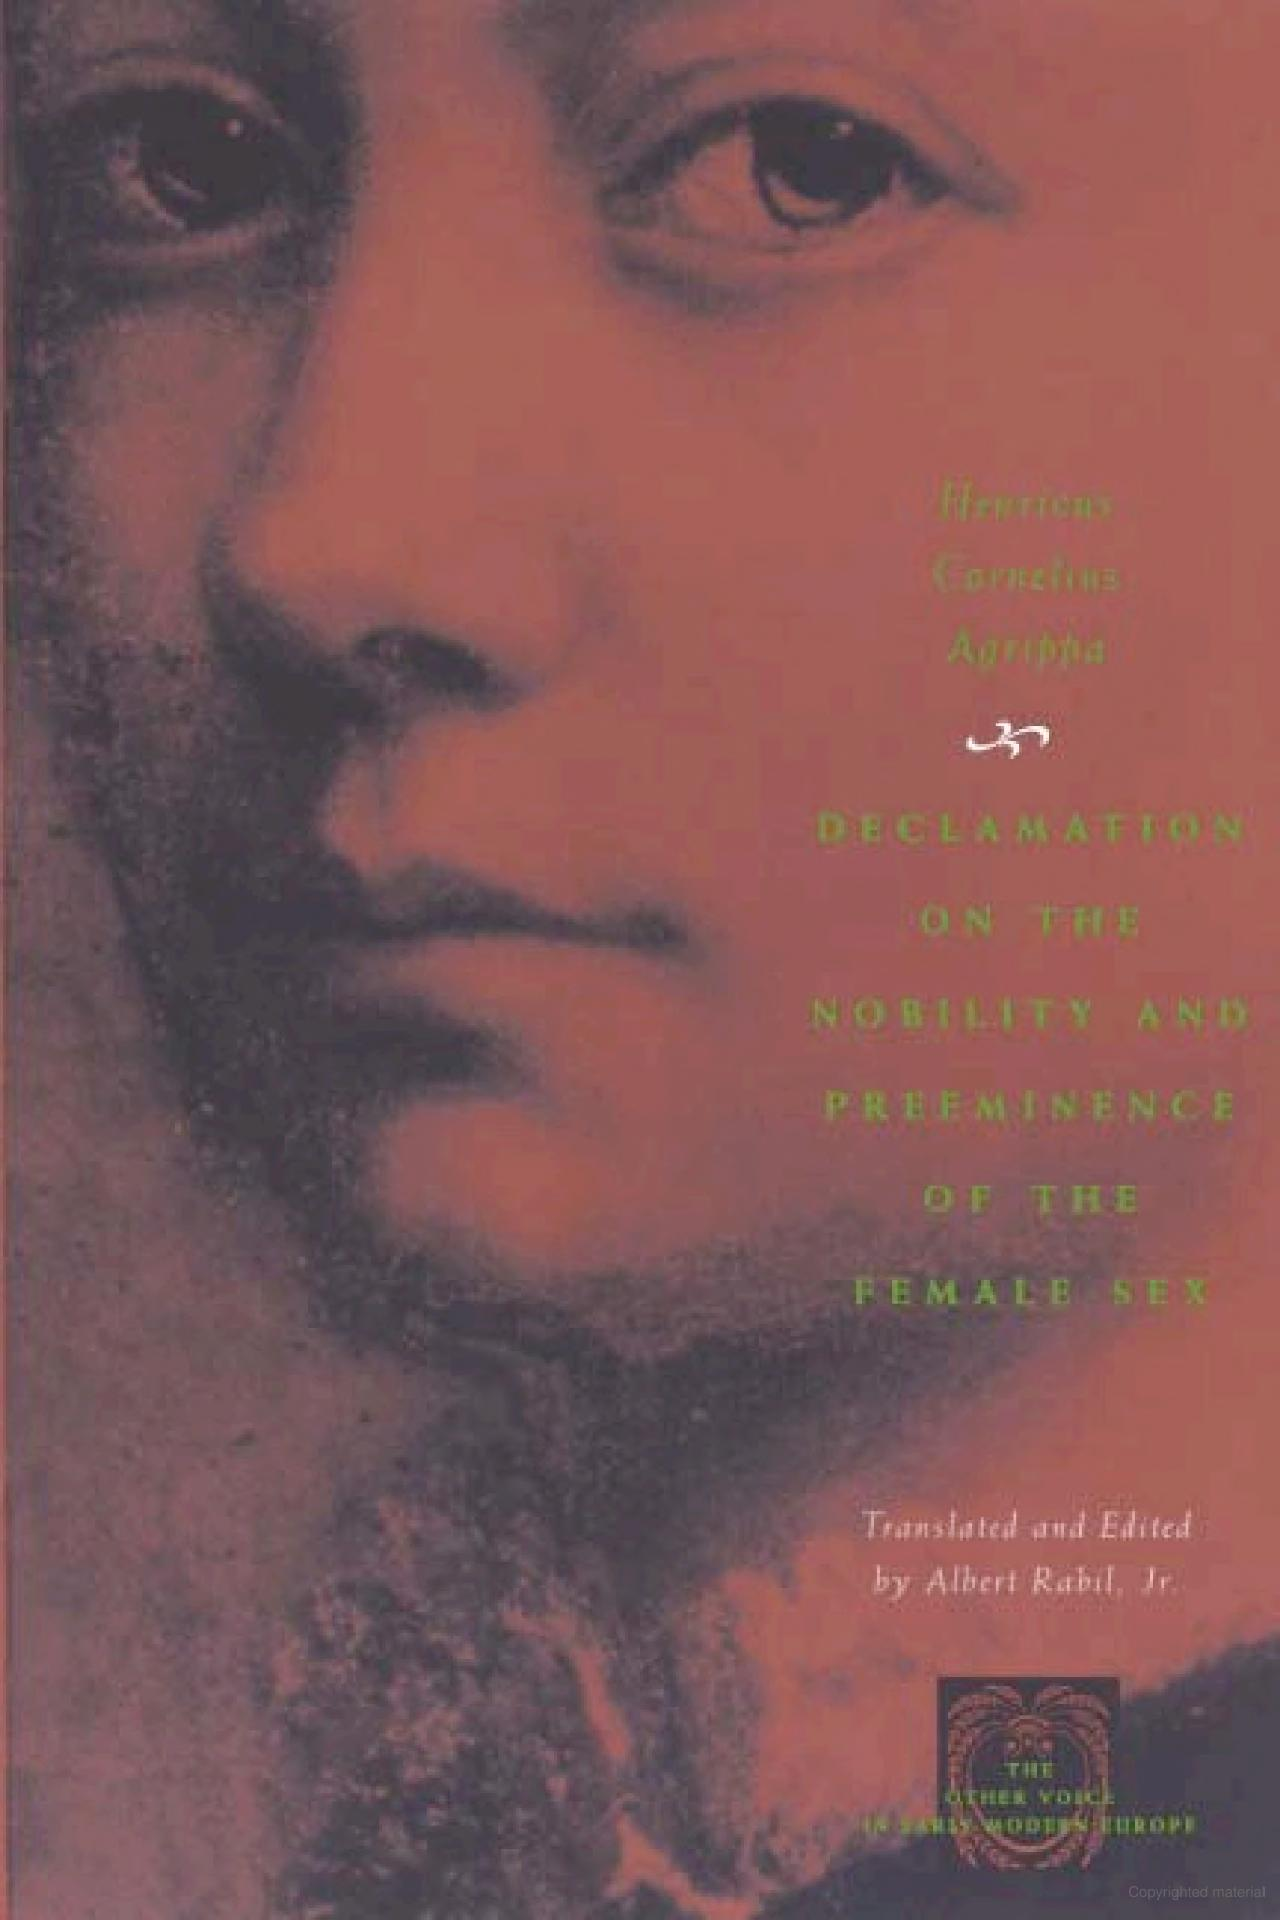 Henricus
Cornelius
Agrippa
DECLAMATION
ON THE
NOBILITY AND
PREEMINENCE
OF THE
FEMALE SEX
Translated and Edited
by Albert Rabil, Jr.
THE
OTHER VOICE
IN EARLY MODERN EUROPE
Copyrighted material